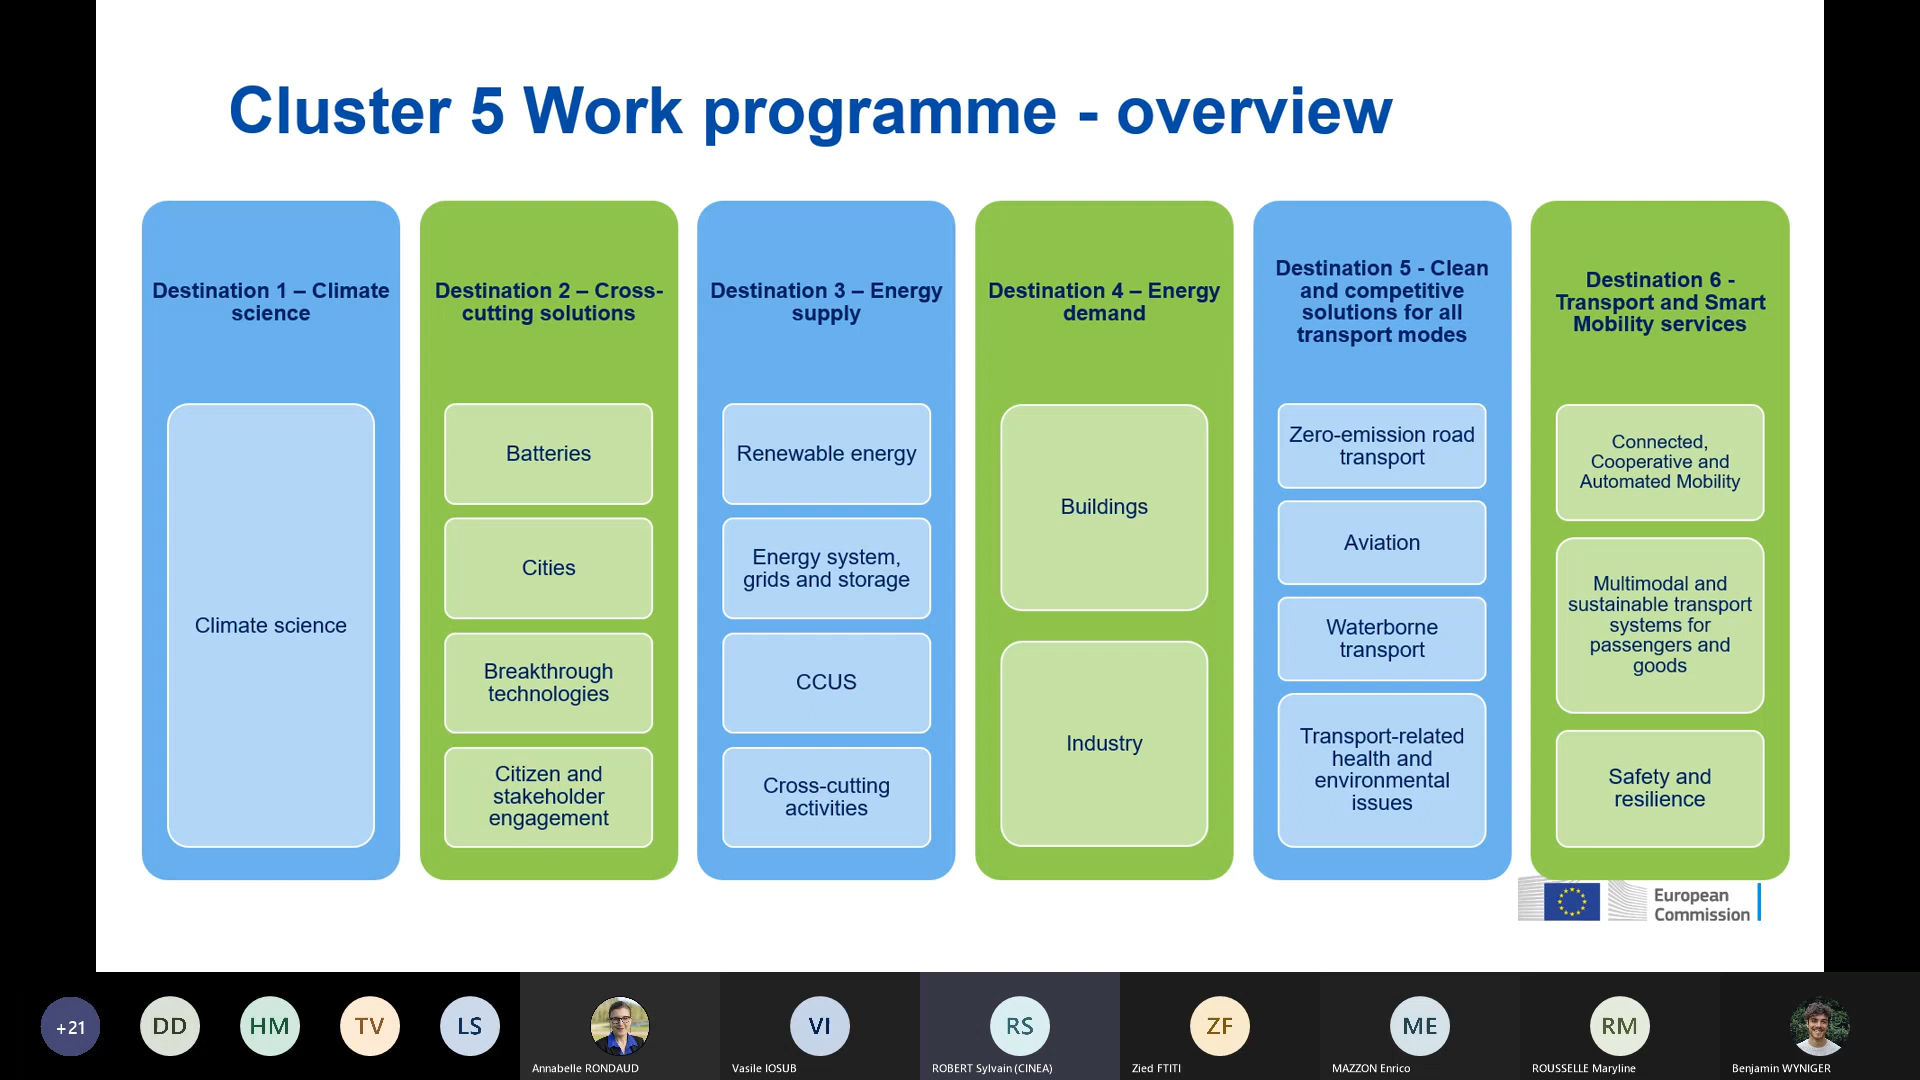 Cluster 5 Work programme - overview
Destination 1 – Climate
science
Climate science
Destination 2 – Cross-
cutting solutions
Batteries
Cities
Breakthrough
technologies
Citizen and
stakeholder
engagement
Destination 3 – Energy
supply
Renewable energy
Energy system,
grids and storage
CCUS
Cross-cutting
activities
Destination 4 – Energy
demand
Buildings
Industry
Destination 5 - Clean
and competitive
solutions for all
transport modes
Zero-emission road
transport
Aviation
Waterborne
transport
Transport-related
health and
environmental
issues
Destination 6 -
Transport and Smart
Mobility services
Connected,
Cooperative and
Automated Mobility
Multimodal and
sustainable transport
systems for
passengers and
goods
Safety and
resilience
European
Commission
+21
DD
HM
TV
LS
Annabelle RONDAUD
VI
Vasile IOSUB
RS
ROBERT Sylvain (CINEA)
ZF
Zied FTITI
ME
MAZZON Enrico
RM
ROUSSELLE Maryline
Benjamin WYNIGER